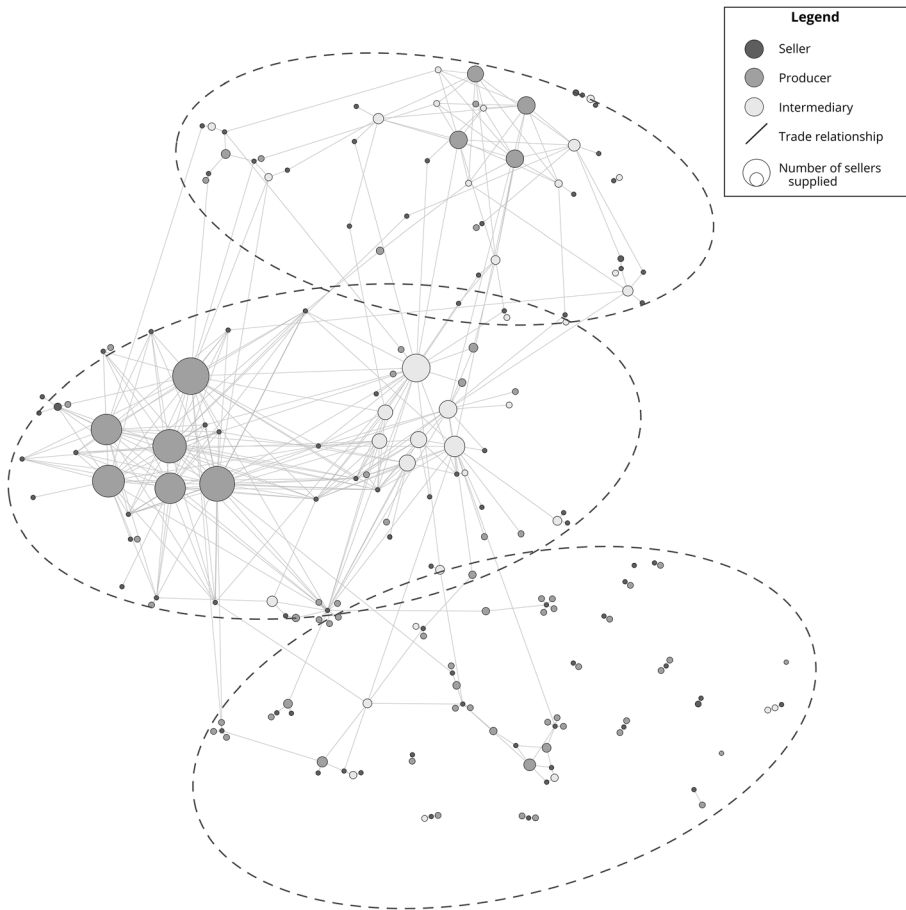 Legend
Seller
Producer
Intermediary
Trade relationship
Number of sellers
supplied